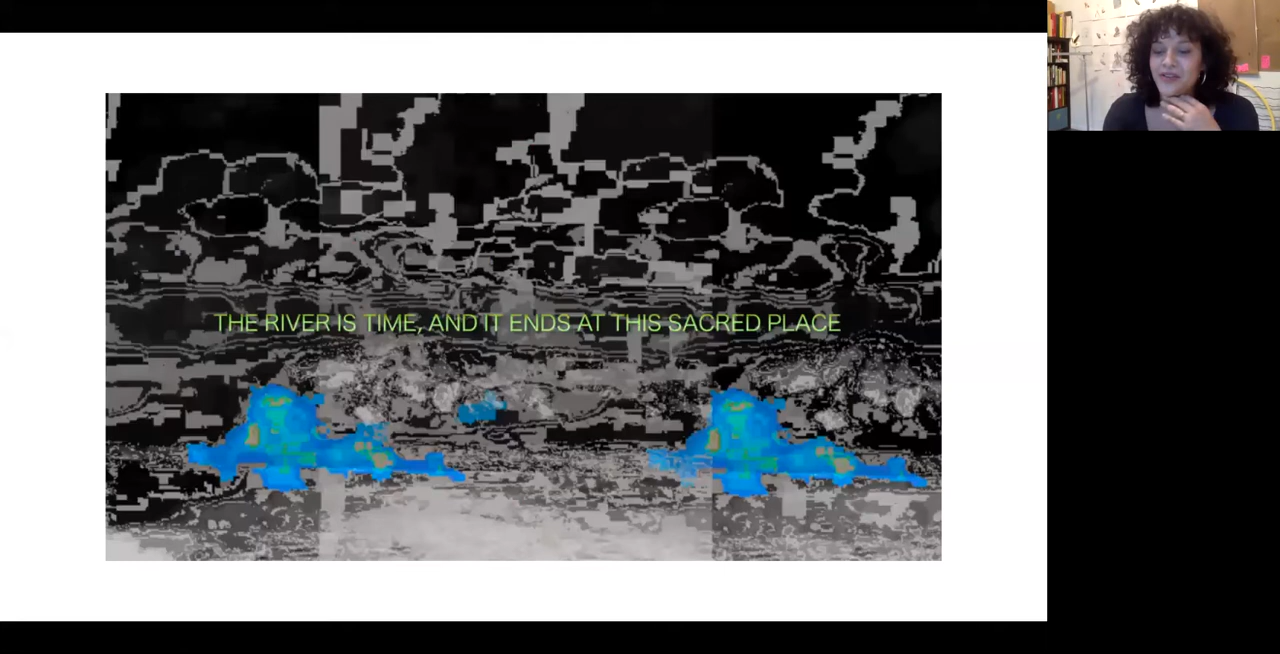 THE RIVER IS TIME, AND IT ENDS AT THIS SACRED PLACE